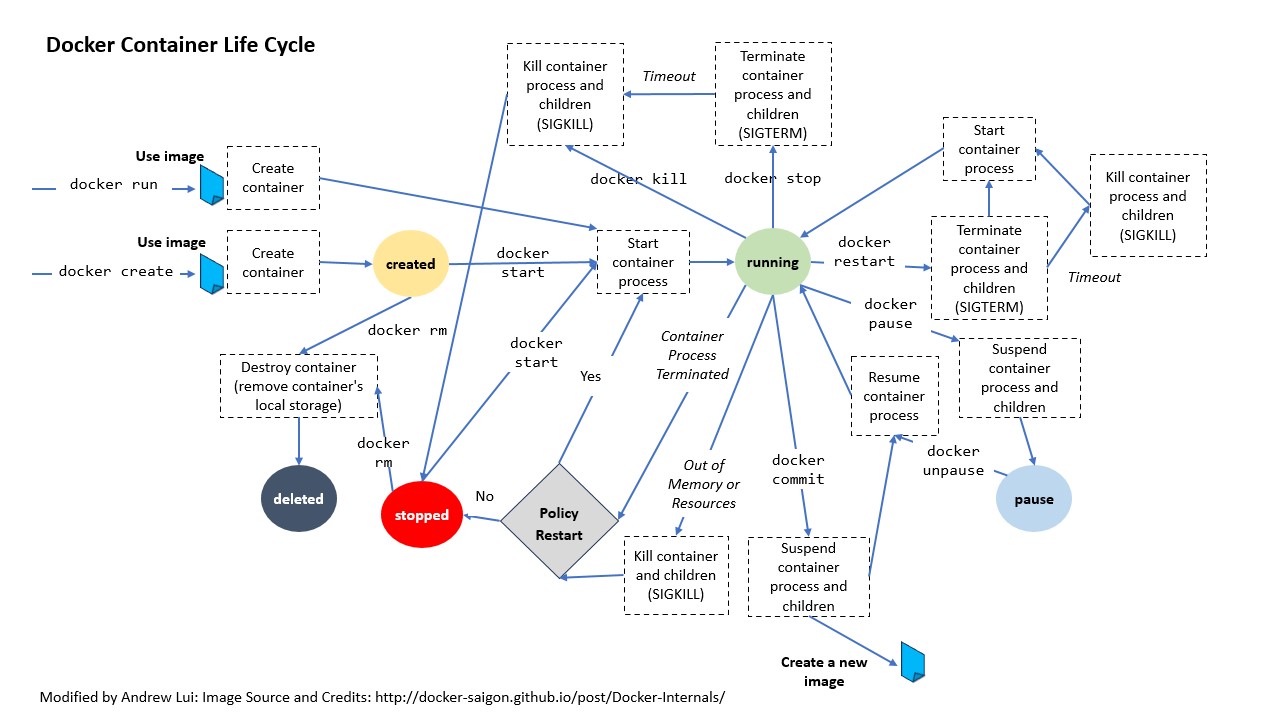 Docker Container Life Cycle
Kill container
process and
children
(SIGKILL)
Timeout
Terminate
container
process and
children
(SIGTERM)
Use image
docker run
Create
container
docker kill
docker stop
Start
container
process
Kill container
process and
children
(SIGKILL)
Use image
docker create
Create
container
created
docker
start
Start
container
process
running
docker
restart
Terminate
container
process and
children
(SIGTERM)
Timeout
docker rm
docker
start
Yes
Container
Process
Terminated
docker
pause
Suspend
container
process and
children
Destroy container
(remove container's
local storage)
Resume
container
process
docker
rm
docker
unpause
deleted
stopped
No
Policy
Restart
Out of
Memory or
Resources
docker
commit
pause
Kill container
and children
(SIGKILL)
Suspend
container
process and
children
Create a new
image
Modified by Andrew Lui: Image Source and Credits: http://docker-saigon.github.io/post/Docker-Internals/